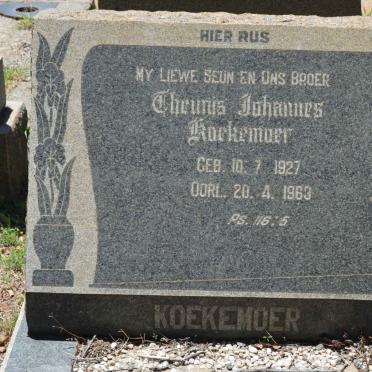 HIER RUS
MY LIEWE SEUN EN ONS BROER
Theunis Johannes
Koekemoer
GEB. 10. 7. 1927
OORL. 20. 4. 1963
Ps. 116:5
KOEKEMOER